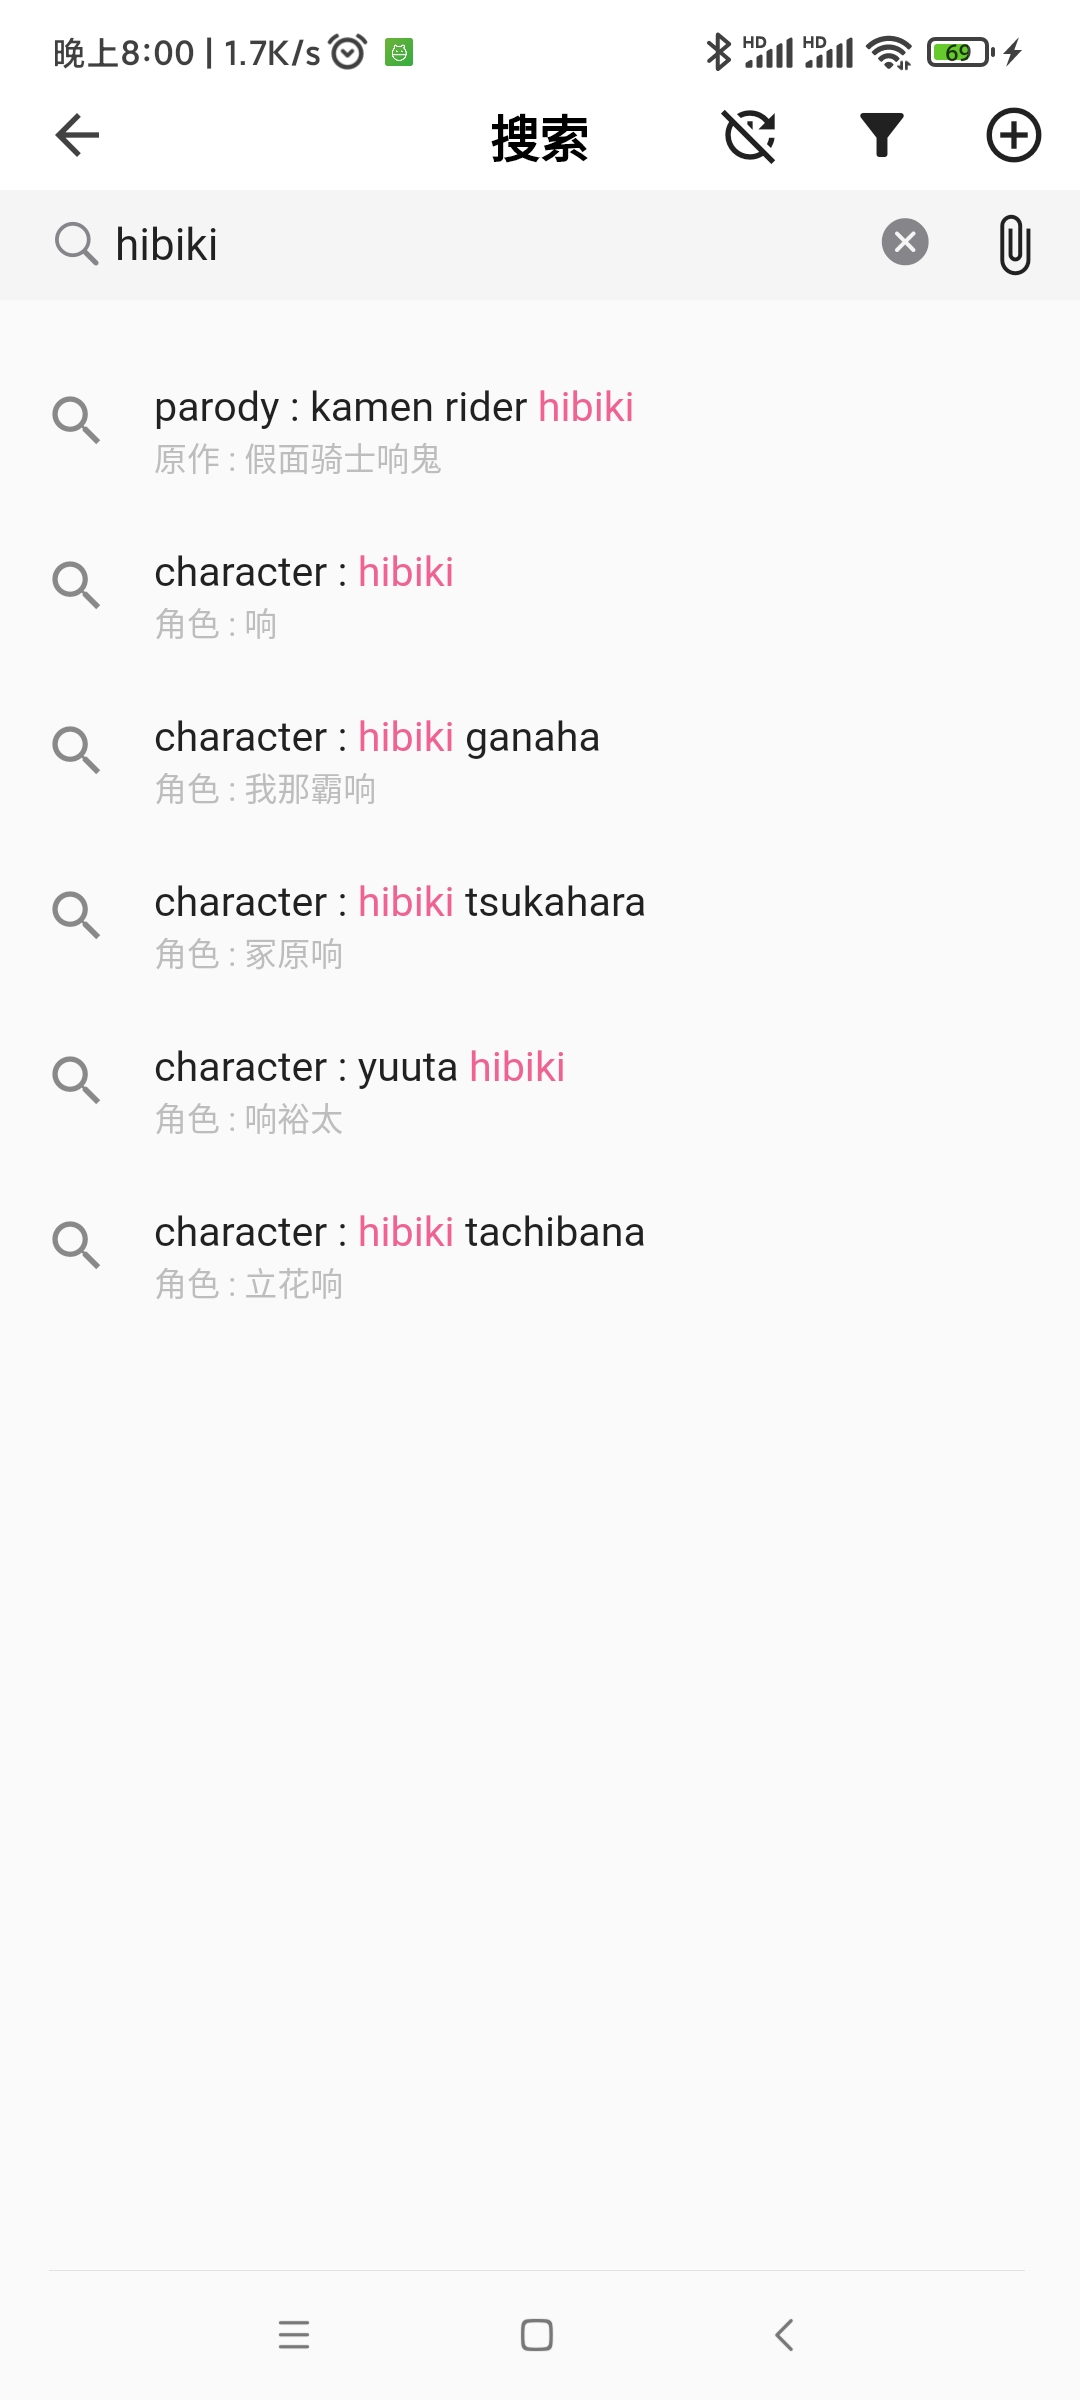 晚上8:00 | 1.7K/s
HD HD 69
搜索
hibiki
parody : kamen rider hibiki
原作 : 假面骑士响鬼
character : hibiki
角色 : 响
character : hibiki ganaha
角色 : 我那霸响
character : hibiki tsukahara
角色 : 冢原响
character : yuuta hibiki
角色 : 响裕太
character : hibiki tachibana
角色 : 立花响